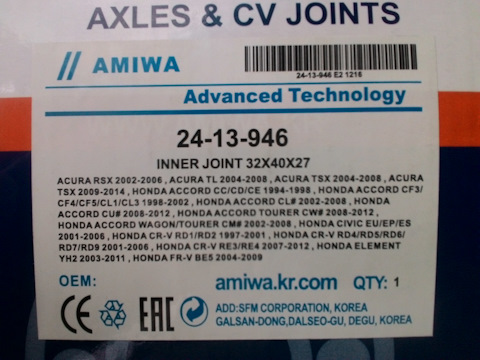 AXLES & CV JOINTS
// AMIWA
24-13-946 E2 1216
Advanced Technology
24-13-946
INNER JOINT 32X40X27
ACURA RSX 2002-2006 , ACURA TL 2004-2008 , ACURA TSX 2004-2008 , ACURA
TSX 2009-2014 , HONDA ACCORD CC/CD/CE 1994-1998 , HONDA ACCORD CF3/
CF4/CF5/CL1/CL3 1998-2002 , HONDA ACCORD CL# 2002-2008 , HONDA
ACCORD CU# 2008-2012 , HONDA ACCORD TOURER CW# 2008-2012 ,
HONDA ACCORD WAGON/TOURER CM# 2002-2008 , HONDA CIVIC EU/EP/ES
2001-2006 , HONDA CR-V RD1/RD2 1997-2001 , HONDA CR-V RD4/RD5/RD6/
RD7/RD9 2001-2006 , HONDA CR-V RE3/RE4 2007-2012 , HONDA ELEMENT
YH2 2003-2011 , HONDA FR-V BE5 2004-2009
OEM: amiwa.kr.com QTY: 1
CE EAC ADD:SFM CORPORATION, KOREA
GALSAN-DONG,DALSEO-GU, DEGU, KOREA